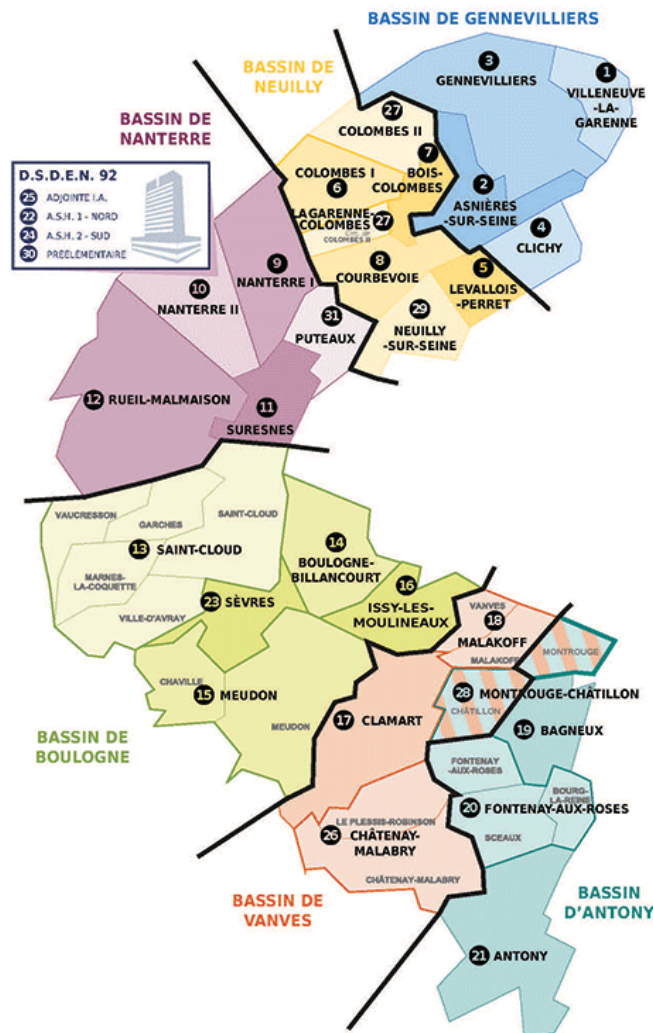 BASSIN DE GENNEVILLIERS
3
GENNEVILLIERS
1
VILLENEUVE
-LA-
GARENNE
BASSIN DE
NEUILLY
27
COLOMBES II
7
BOIS-
COLOMBES
2
ASNIÈRES
-SUR-SEINE
4
CLICHY
BASSIN DE
NANTERRE
COLOMBES I
6
LAGARENNE-
COLOMBES
27
COLOMBES II
8
COURBEVOIE
5
LEVALLOIS
-PERRET
29
NEUILLY
-SUR-SEINE
D.S.D.E.N. 92
25 ADJOINTE I.A.
22 A.S.H. 1 - NORD
24 A.S.H. 2 - SUD
30 PRÉÉLÉMENTAIRE
9
NANTERRE I
10
NANTERRE II
31
PUTEAUX
12 RUEIL-MALMAISON
11
SURESNES
VAUCRESSON
GARCHES
SAINT-CLOUD
13 SAINT-CLOUD
MARNES-
LA-COQUETTE
VILLE-D'AVRAY
14
BOULOGNE-
BILLANCOURT
16
ISSY-LES-
MOULINEAUX
23 SÈVRES
CHAVILLE
15 MEUDON
MEUDON
BASSIN DE
BOULOGNE
VANVES
18
MALAKOFF
MALAKOFF
MONTROUGE
28 MONTROUGE-CHÂTILLON
CHÂTILLON
17 CLAMART
19 BAGNEUX
FONTENAY
-AUX-ROSES
BOURG-
LA-REINE
20 FONTENAY-AUX-ROSES
SCEAUX
LE PLESSIS-ROBINSON
26 CHÂTENAY-
MALABRY
CHÂTENAY-MALABRY
BASSIN DE
VANVES
BASSIN
D'ANTONY
21 ANTONY